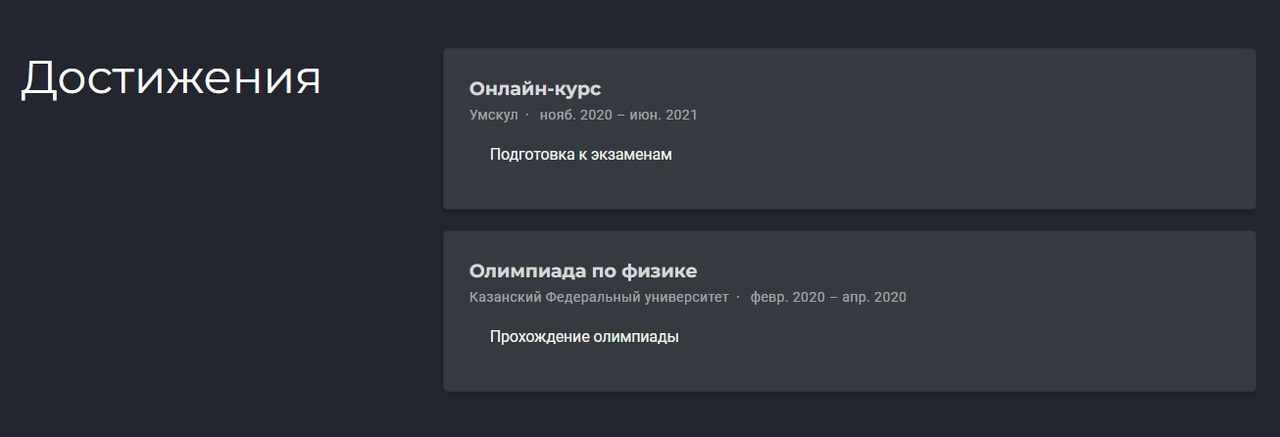 Достижения
Онлайн-курс
Умскул · нояб. 2020 – июн. 2021
Подготовка к экзаменам
Олимпиада по физике
Казанский Федеральный университет · февр. 2020 – апр. 2020
Прохождение олимпиады